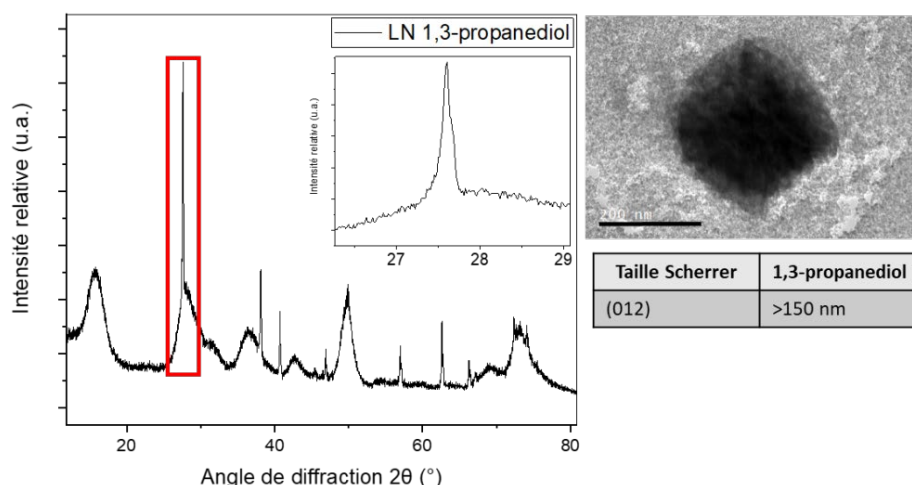 LN 1,3-propanediol
Intensité relative (u.a.)
Intensité relative (u.a.)
27 28 29
20 40 60 80
Angle de diffraction 2θ (°)
200 nm
Taille Scherrer 1,3-propanediol
(012) >150 nm